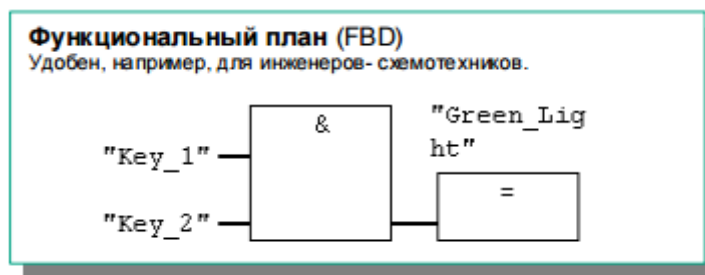 Функциональный план (FBD)
Удобен, например, для инженеров- схемотехников.
&
"Green_Lig
ht"
"Key_1"
=
"Key_2"